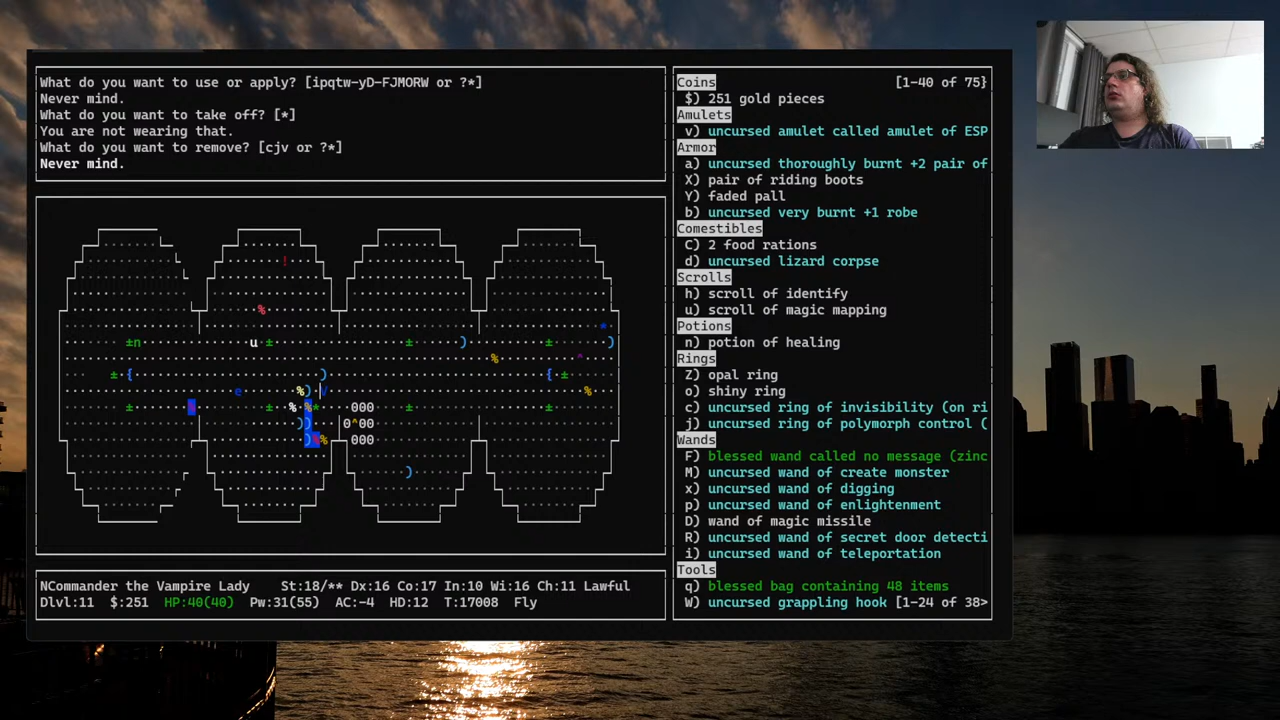 What do you want to use or apply? [ipqtw-yD-FJMORW or ?*]
Never mind.
What do you want to take off? [*]
You are not wearing that.
What do you want to remove? [cjv or ?*]
Never mind.
Coins [1-40 of 75}
$) 251 gold pieces
Amulets
v) uncursed amulet called amulet of ESP
Armor
a) uncursed thoroughly burnt +2 pair of
X) pair of riding boots
Y) faded pall
b) uncursed very burnt +1 robe
Comestibles
C) 2 food rations
d) uncursed lizard corpse
Scrolls
h) scroll of identify
u) scroll of magic mapping
Potions
n) potion of healing
Rings
Z) opal ring
o) shiny ring
c) uncursed ring of invisibility (on ri
j) uncursed ring of polymorph control (
Wands
F) blessed wand called no message (zinc
M) uncursed wand of create monster
x) uncursed wand of digging
p) uncursed wand of enlightenment
D) wand of magic missile
R) uncursed wand of secret door detecti
i) uncursed wand of teleportation
Tools
q) blessed bag containing 48 items
W) uncursed grappling hook [1-24 of 38>
NCommander the Vampire Lady St:18/** Dx:16 Co:17 In:10 Wi:16 Ch:11 Lawful
Dlvl:11 $:251 HP:40(40) Pw:31(55) AC:-4 HD:12 T:17008 Fly